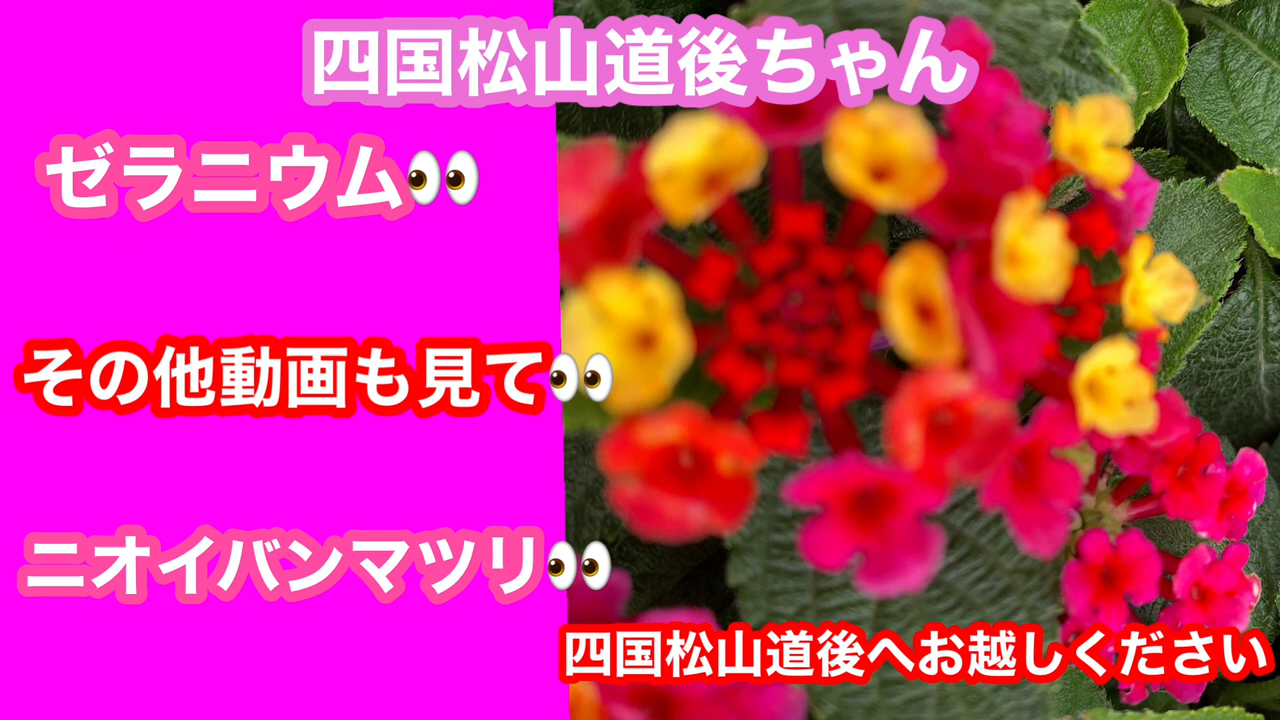 四国松山道後ちゃん
ゼラニウム👀
その他動画も見て👀
ニオイバンマツリ👀
四国松山道後へお越しください